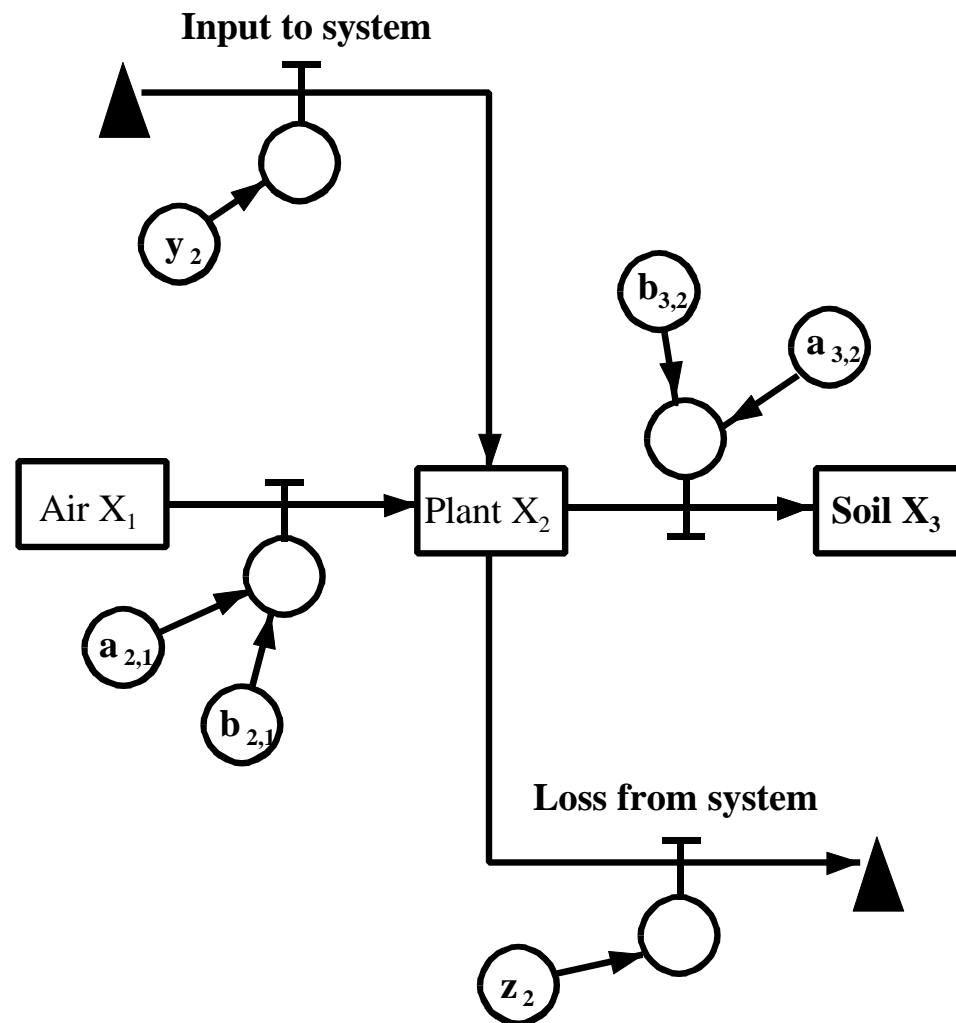 Input to system
y₂
b₃,₂
a₃,₂
Air X₁
Plant X₂
Soil X₃
a₂,₁
b₂,₁
Loss from system
z₂